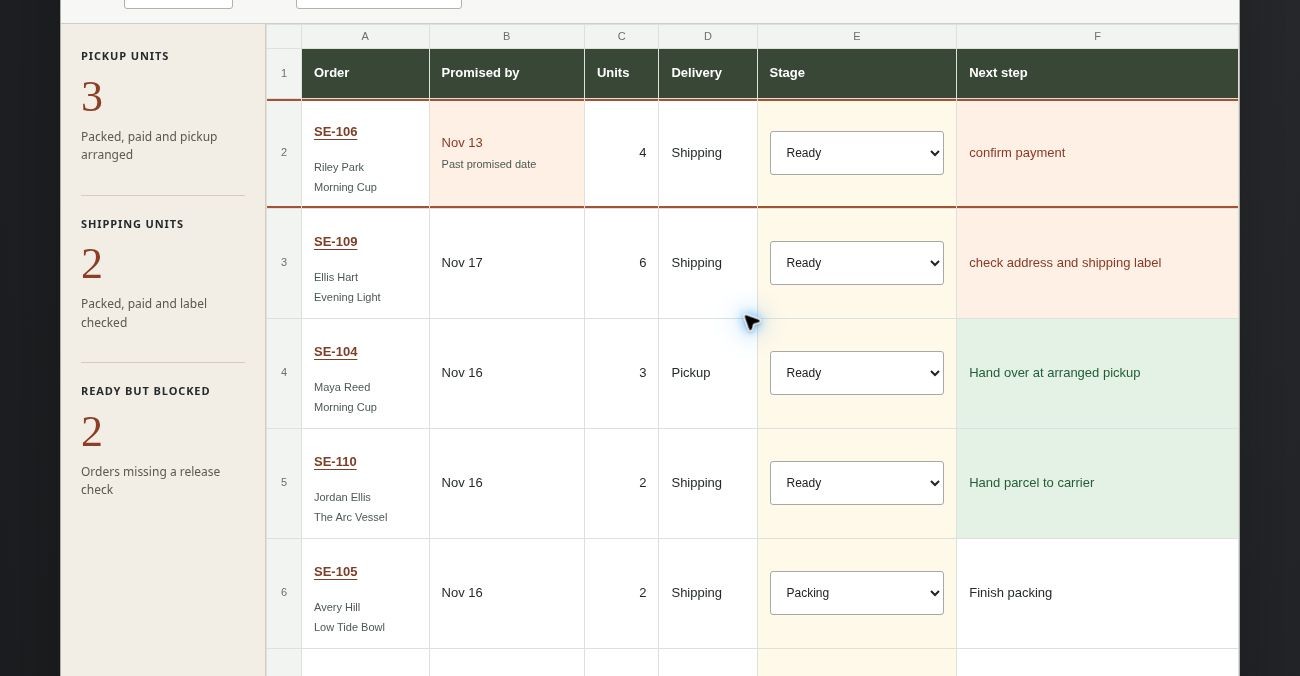 PICKUP UNITS
3
Packed, paid and pickup
arranged
SHIPPING UNITS
2
Packed, paid and label
checked
READY BUT BLOCKED
2
Orders missing a release
check
A B C D E F
1 Order Promised by Units Delivery Stage Next step
2 SE-106 Nov 13 4 Shipping Ready confirm payment
Past promised date
Riley Park
Morning Cup
3 SE-109 Nov 17 6 Shipping Ready check address and shipping label
Ellis Hart
Evening Light
4 SE-104 Nov 16 3 Pickup Ready Hand over at arranged pickup
Maya Reed
Morning Cup
5 SE-110 Nov 16 2 Shipping Ready Hand parcel to carrier
Jordan Ellis
The Arc Vessel
6 SE-105 Nov 16 2 Shipping Packing Finish packing
Avery Hill
Low Tide Bowl